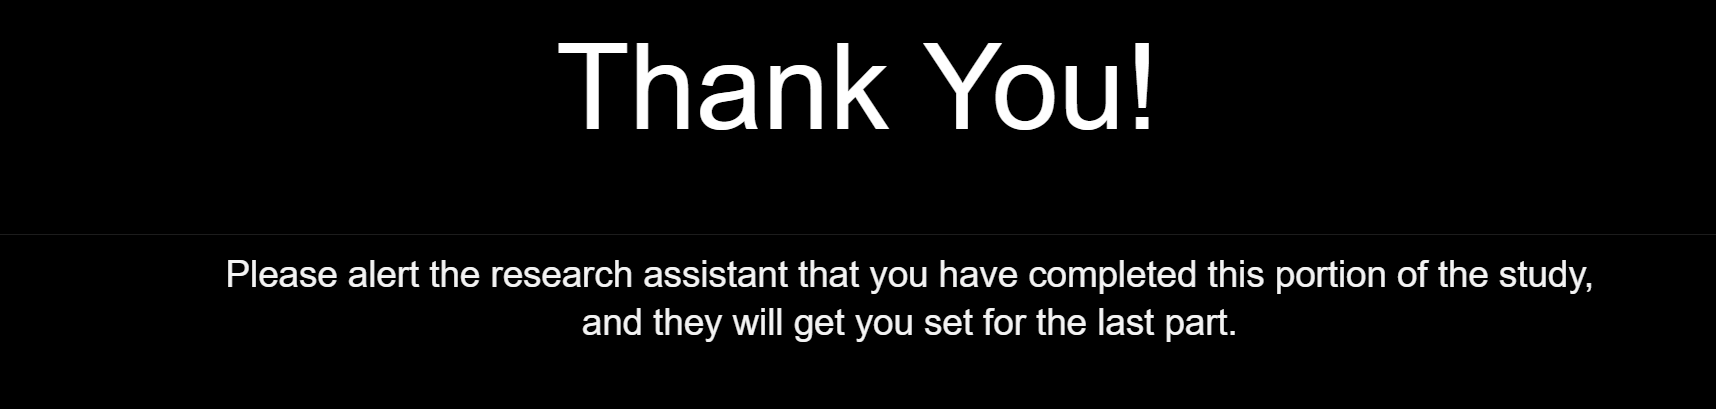 Thank You!
Please alert the research assistant that you have completed this portion of the study,
and they will get you set for the last part.